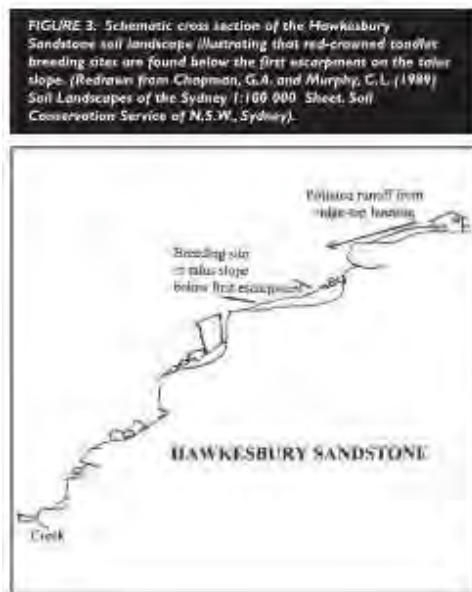 FIGURE 3. Schematic cross section of the Hawkesbury
Sandstone soil landscape illustrating that red-crowned toadlet
breeding sites are found below the first escarpment on the talus
slope. (Redrawn from Chapman, G.A. and Murphy, C.L. (1989)
Soil Landscapes of the Sydney 1:100 000 Sheet. Soil
Conservation Service of N.S.W., Sydney).
Polluted runoff from
ridge-top housing
Breeding site
on talus slope
below first escarpment
HAWKESBURY SANDSTONE
Creek